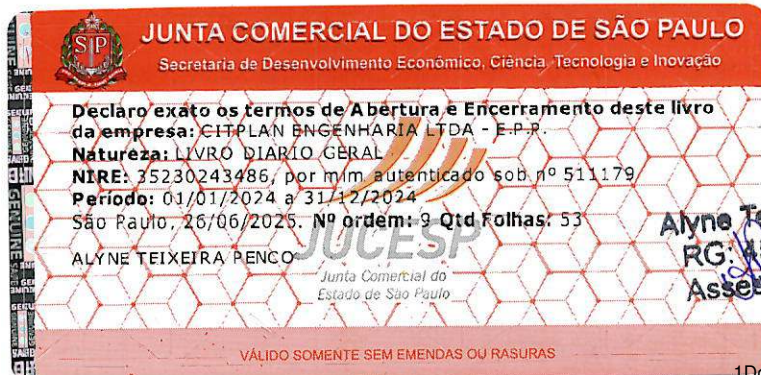 SP
JUNTA COMERCIAL DO ESTADO DE SÃO PAULO
Secretaria de Desenvolvimento Econômico, Ciência, Tecnologia e Inovação
Declaro exato os termos de Abertura e Encerramento deste livro
da empresa: CITPLAN ENGENHARIA LTDA - E.P.P.
Natureza: LIVRO DIARIO GERAL
NIRE: 35230243486, por mim autenticado sob nº 511179
Período: 01/01/2024 a 31/12/2024
São Paulo, 26/06/2025. Nº ordem: 9 Qtd Folhas: 53
ALYNE TEIXEIRA PENCO
JUCESP
Junta Comercial do
Estado de São Paulo
Alyne Te
RG:
Asse
VÁLIDO SOMENTE SEM EMENDAS OU RASURAS
GENUINE